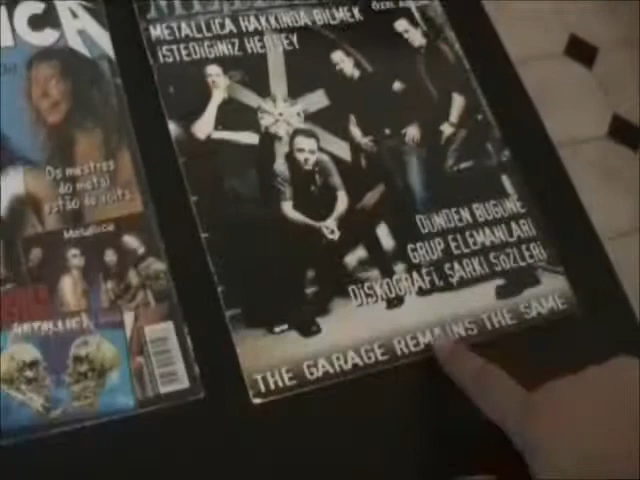 METALLICA HAKKINDA BİLMEK
İSTEDİĞİNİZ HERŞEY
DÜNDEN BUGÜNE
GRUP ELEMANLARI
DİSKOGRAFİ, ŞARKI SÖZLERİ
THE GARAGE REMAINS THE SAME
ICA
Os mestres
do metal
estão de volta
Metallica
METALLICA